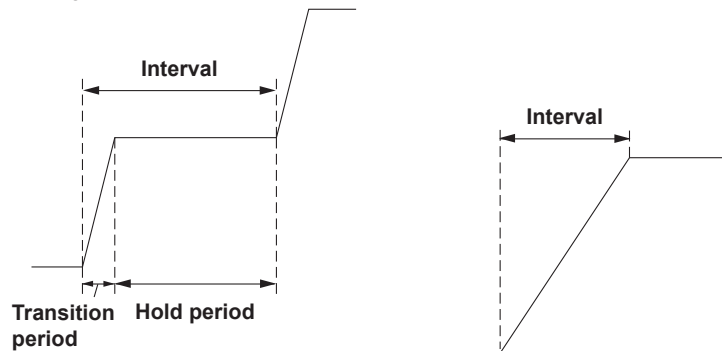 Interval
Interval
Transition
period
Hold period